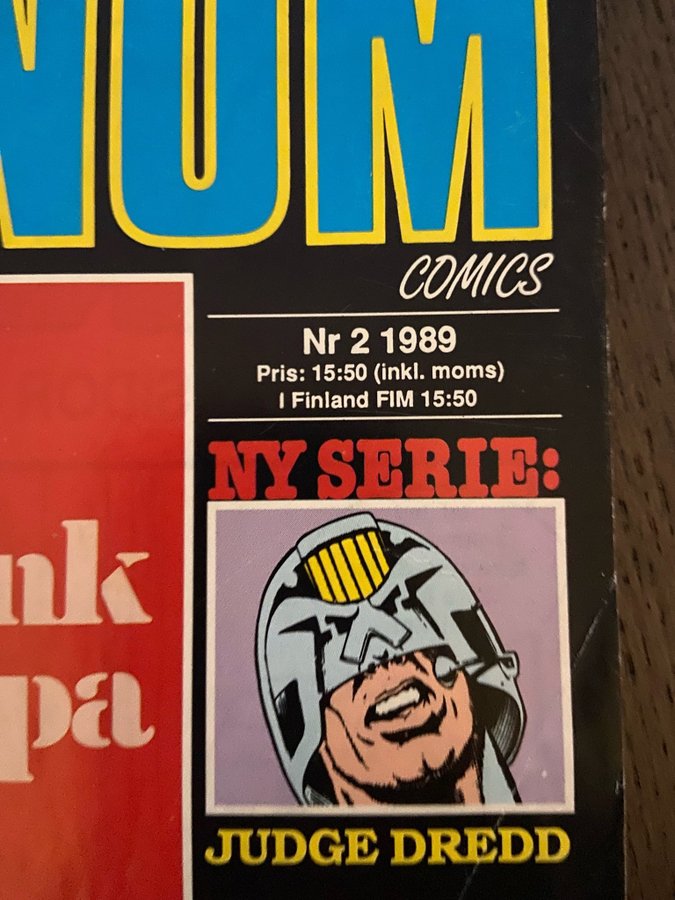 NUM
COMICS
Nr 2 1989
Pris: 15:50 (inkl. moms)
I Finland FIM 15:50
NY SERIE:
nk
pa
JUDGE DREDD